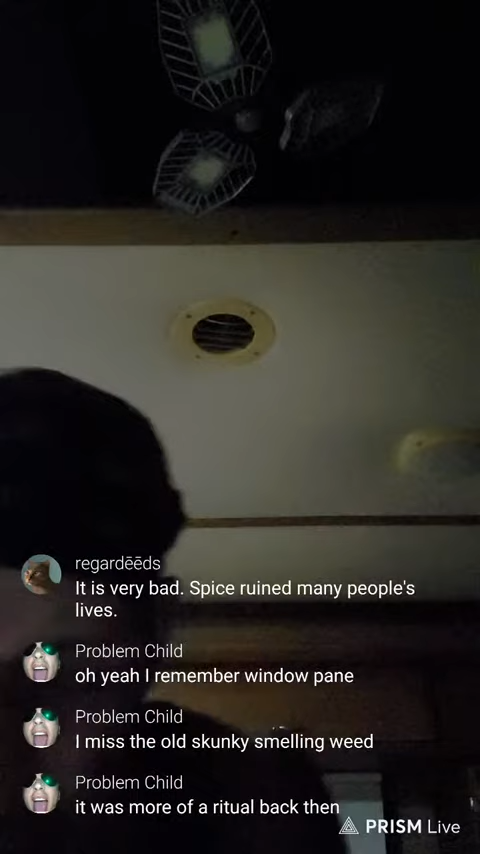 regardēēds
It is very bad. Spice ruined many people's
lives.
Problem Child
oh yeah I remember window pane
Problem Child
I miss the old skunky smelling weed
Problem Child
it was more of a ritual back then
PRISM Live